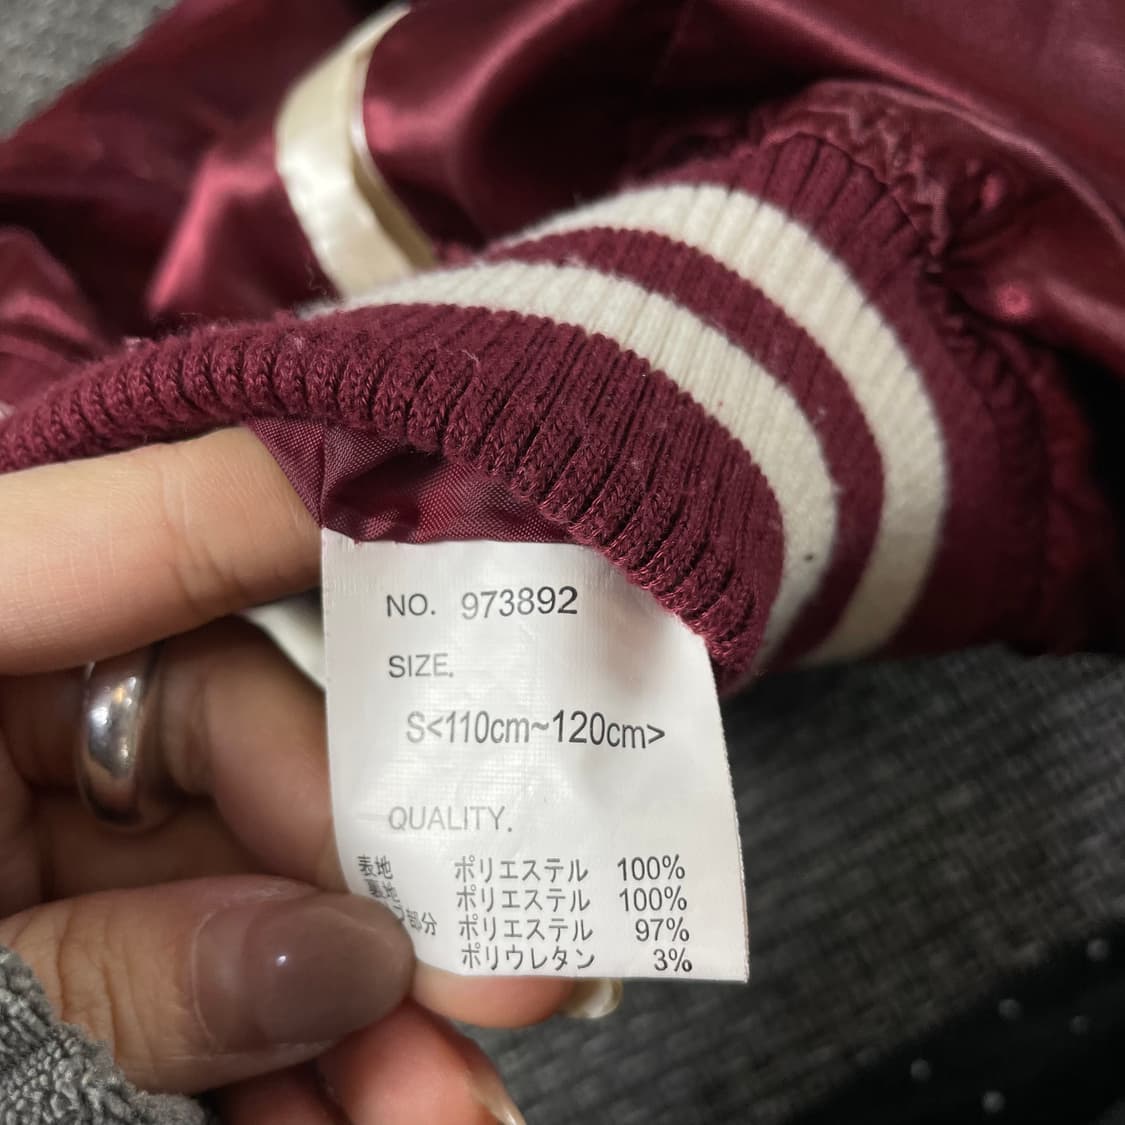 NO. 973892
SIZE.
S<110cm~120cm>
QUALITY.
表地 ポリエステル 100%
裏地 ポリエステル 100%
部分 ポリエステル 97%
ポリウレタン 3%